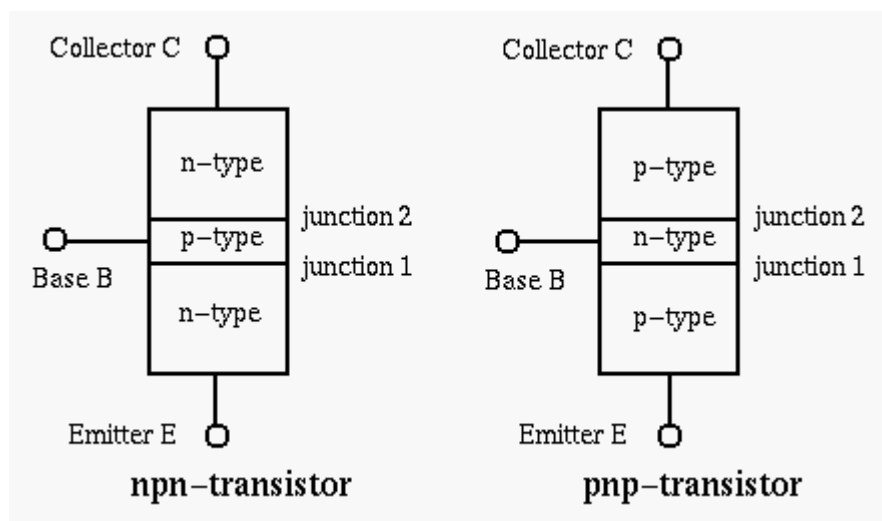 Collector C
n−type
junction 2
p−type
Base B
junction 1
n−type
Emitter E
npn−transistor
Collector C
p−type
junction 2
n−type
Base B
junction 1
p−type
Emitter E
pnp−transistor